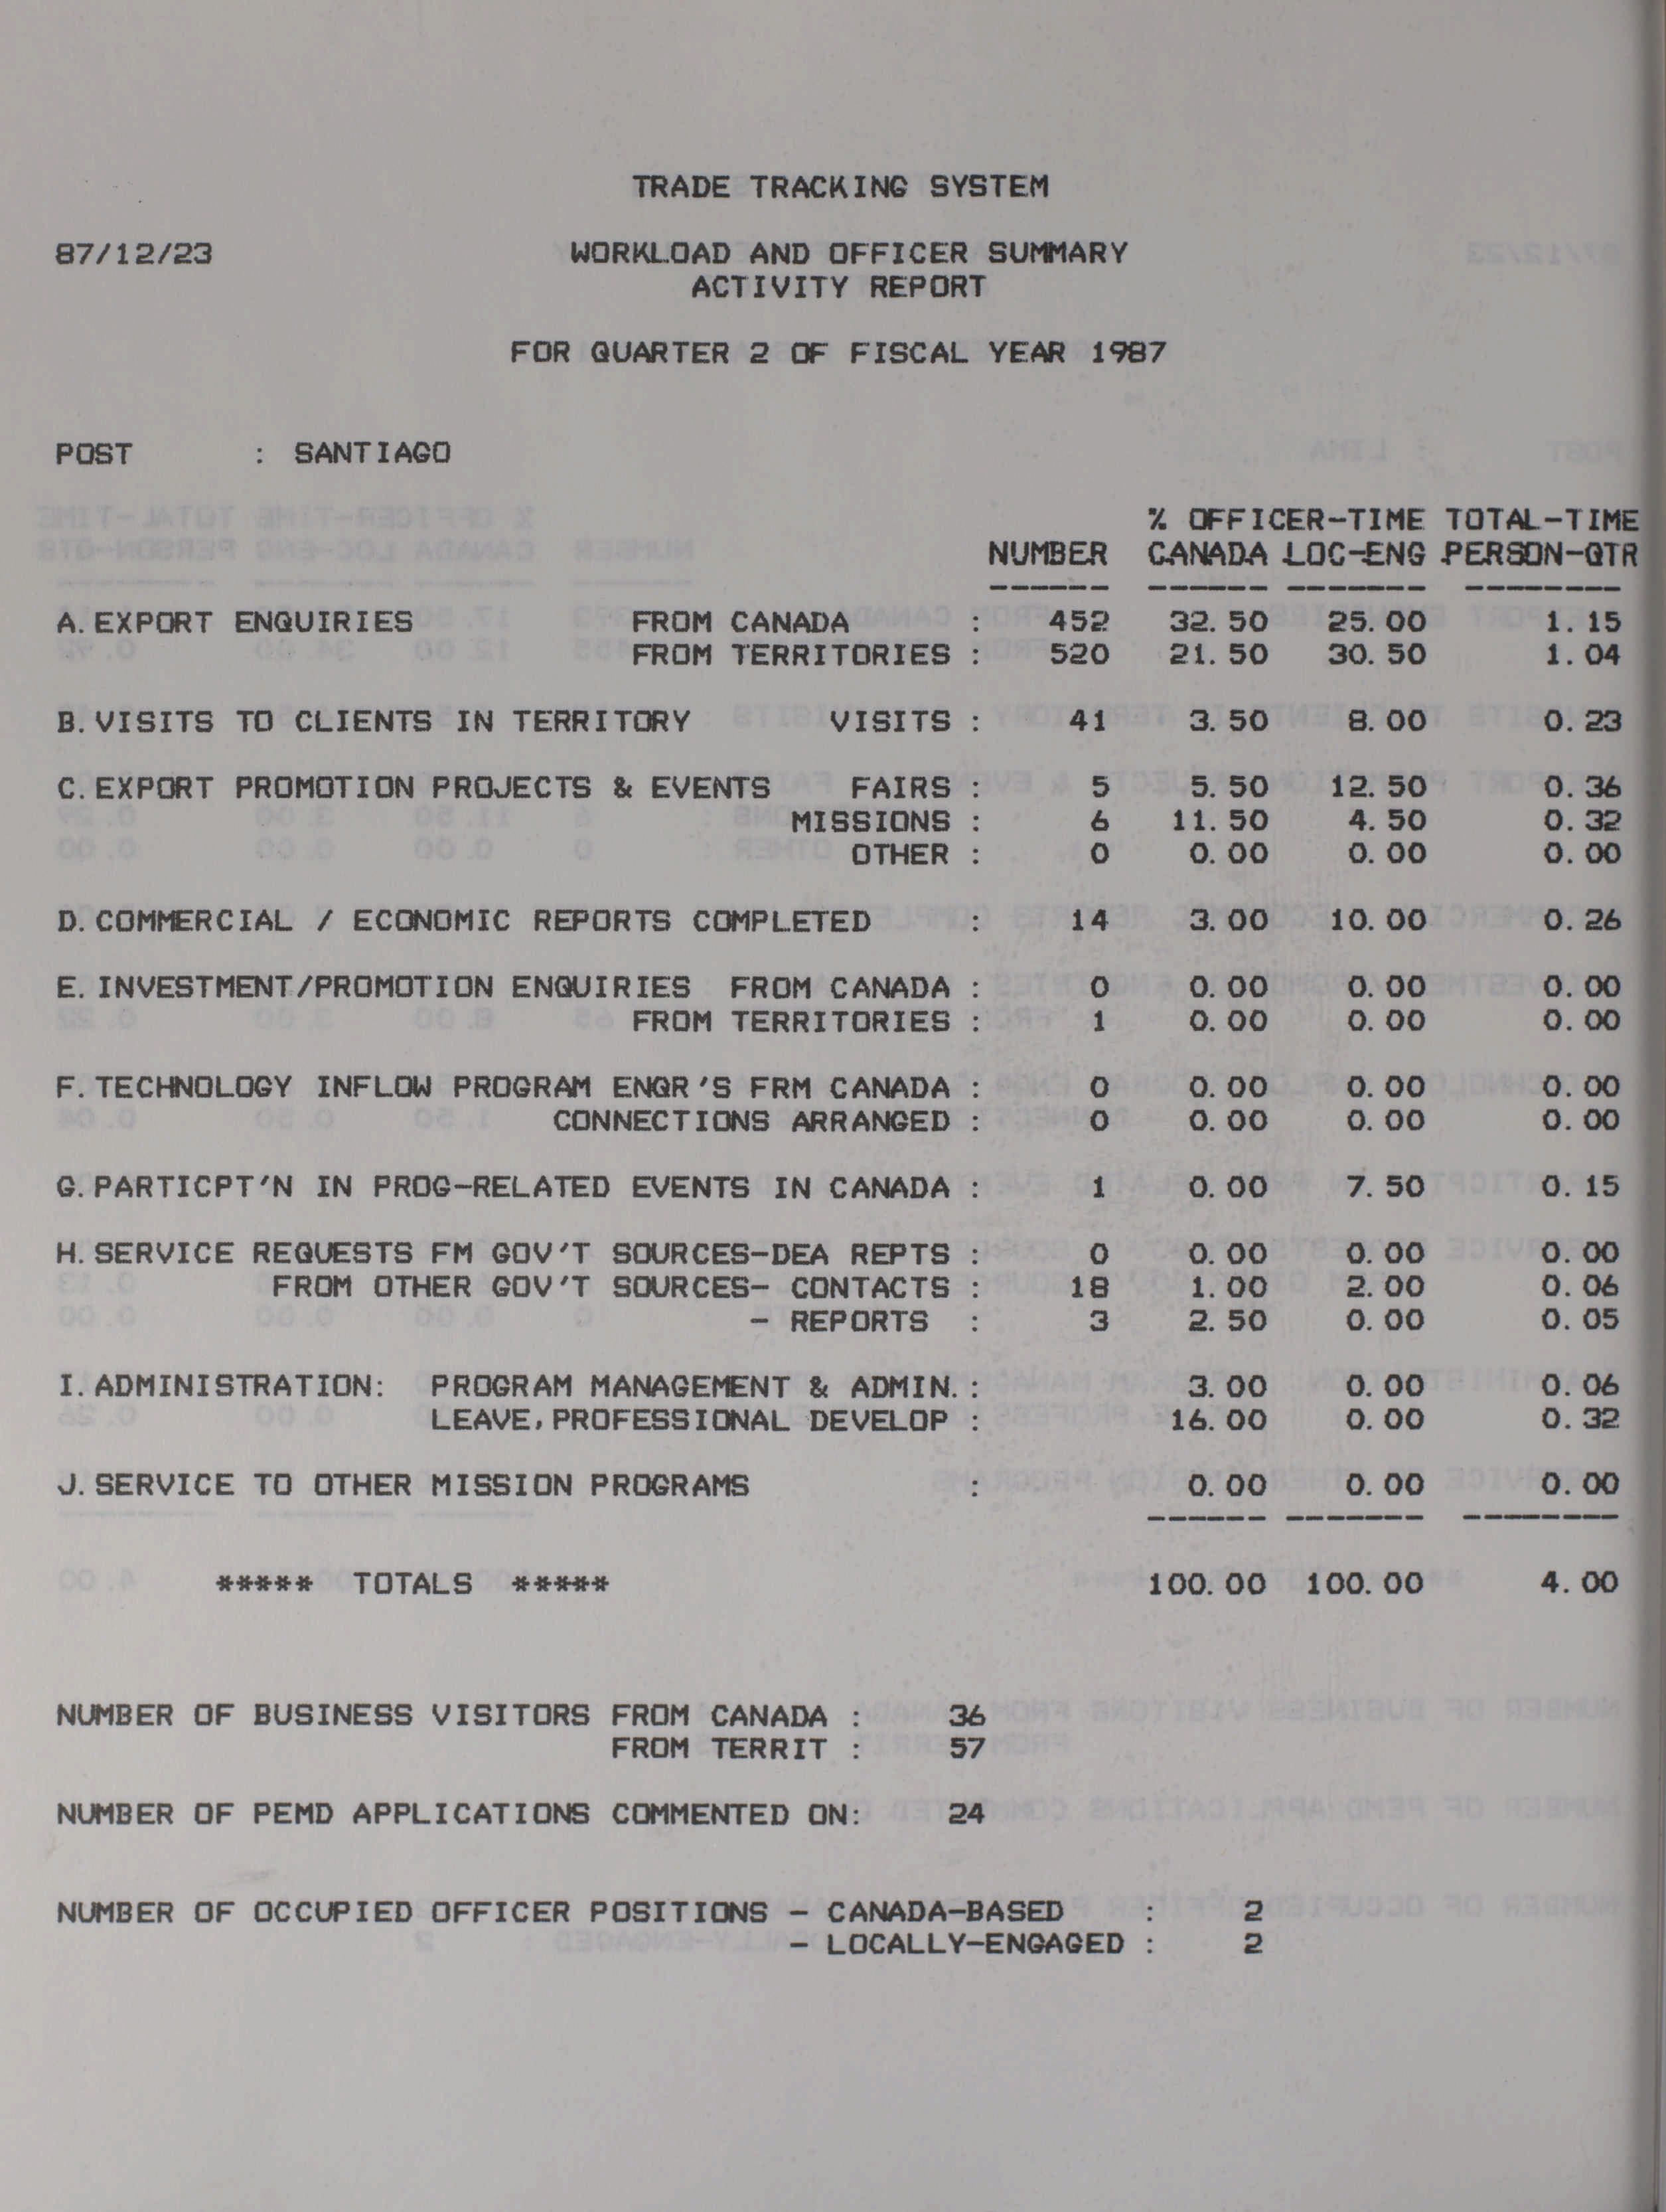 TRADE TRACKING SYSTEM
87/12/23 WORKLOAD AND OFFICER SUMMARY
ACTIVITY REPORT
FOR QUARTER 2 OF FISCAL YEAR 1987
POST : SANTIAGO
% OFFICER-TIME TOTAL-TIME
NUMBER CANADA LOC-ENG PERSON-QTR
------ ------ ------- --------
A. EXPORT ENQUIRIES FROM CANADA : 452 32.50 25.00 1.15
FROM TERRITORIES : 520 21.50 30.50 1.04
B. VISITS TO CLIENTS IN TERRITORY VISITS : 41 3.50 8.00 0.23
C. EXPORT PROMOTION PROJECTS & EVENTS FAIRS : 5 5.50 12.50 0.36
MISSIONS : 6 11.50 4.50 0.32
OTHER : 0 0.00 0.00 0.00
D. COMMERCIAL / ECONOMIC REPORTS COMPLETED : 14 3.00 10.00 0.26
E. INVESTMENT/PROMOTION ENQUIRIES FROM CANADA : 0 0.00 0.00 0.00
FROM TERRITORIES : 1 0.00 0.00 0.00
F. TECHNOLOGY INFLOW PROGRAM ENQR'S FRM CANADA : 0 0.00 0.00 0.00
CONNECTIONS ARRANGED : 0 0.00 0.00 0.00
G. PARTICPT'N IN PROG-RELATED EVENTS IN CANADA : 1 0.00 7.50 0.15
H. SERVICE REQUESTS FM GOV'T SOURCES-DEA REPTS : 0 0.00 0.00 0.00
FROM OTHER GOV'T SOURCES- CONTACTS : 18 1.00 2.00 0.06
- REPORTS : 3 2.50 0.00 0.05
I. ADMINISTRATION: PROGRAM MANAGEMENT & ADMIN. : 3.00 0.00 0.06
LEAVE, PROFESSIONAL DEVELOP : 16.00 0.00 0.32
J. SERVICE TO OTHER MISSION PROGRAMS : 0.00 0.00 0.00
------ ------- --------
***** TOTALS ***** 100.00 100.00 4.00
NUMBER OF BUSINESS VISITORS FROM CANADA : 36
FROM TERRIT : 57
NUMBER OF PEMD APPLICATIONS COMMENTED ON: 24
NUMBER OF OCCUPIED OFFICER POSITIONS - CANADA-BASED : 2
- LOCALLY-ENGAGED : 2